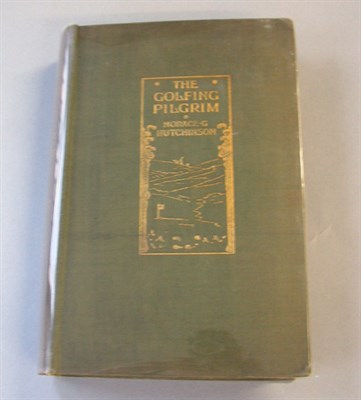 THE
GOLFING
PILGRIM
HORACE·G
HUTCHINSON